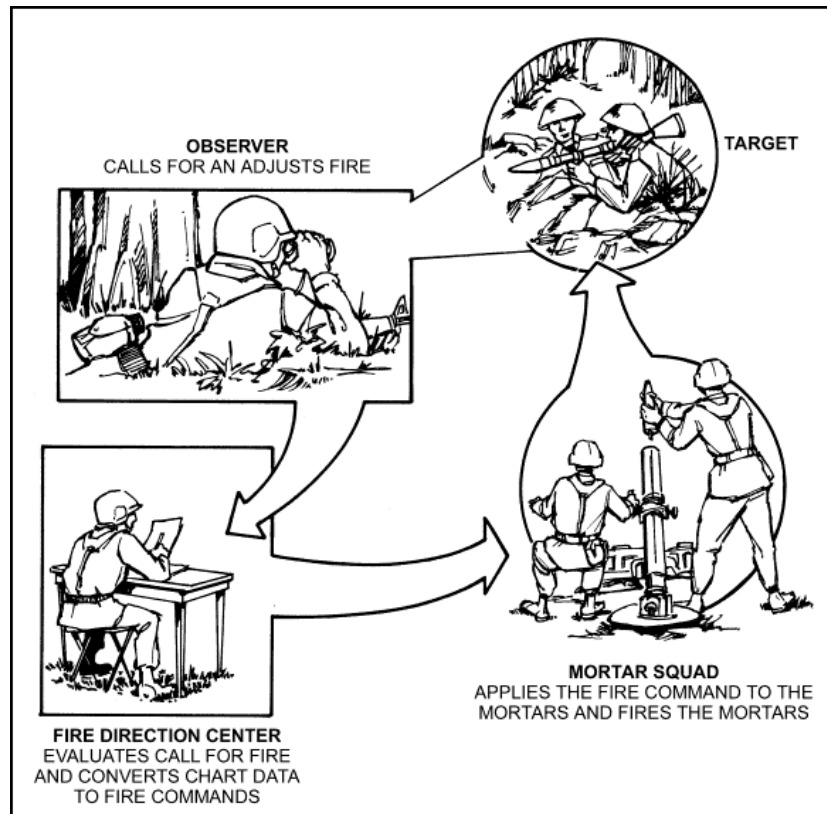 OBSERVER
CALLS FOR AN ADJUSTS FIRE
TARGET
MORTAR SQUAD
APPLIES THE FIRE COMMAND TO THE
MORTARS AND FIRES THE MORTARS
FIRE DIRECTION CENTER
EVALUATES CALL FOR FIRE
AND CONVERTS CHART DATA
TO FIRE COMMANDS